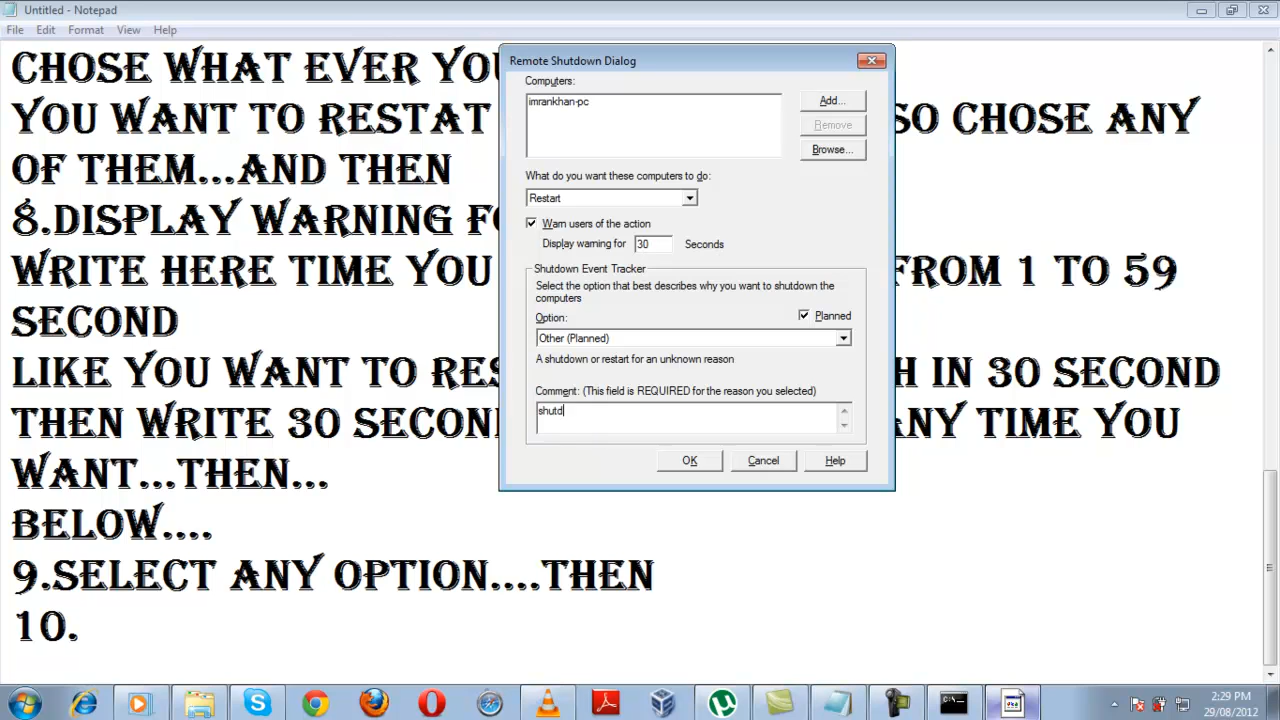 Untitled - Notepad
File Edit Format View Help
CHOSE WHAT EVER YOU
YOU WANT TO RESTAT SO CHOSE ANY
OF THEM...AND THEN
8.DISPLAY WARNING FO
WRITE HERE TIME YOU FROM 1 TO 59
SECOND
LIKE YOU WANT TO RES H IN 30 SECOND
THEN WRITE 30 SECON ANY TIME YOU
WANT...THEN...
BELOW....
9.SELECT ANY OPTION....THEN
10.
Remote Shutdown Dialog
Computers:
imrankhan-pc
Add...
Remove
Browse...
What do you want these computers to do:
Restart
Warn users of the action
Display warning for 30 Seconds
Shutdown Event Tracker
Select the option that best describes why you want to shutdown the
computers
Option:
Planned
Other (Planned)
A shutdown or restart for an unknown reason
Comment: (This field is REQUIRED for the reason you selected)
shutd
OK Cancel Help
2:29 PM
29/08/2012